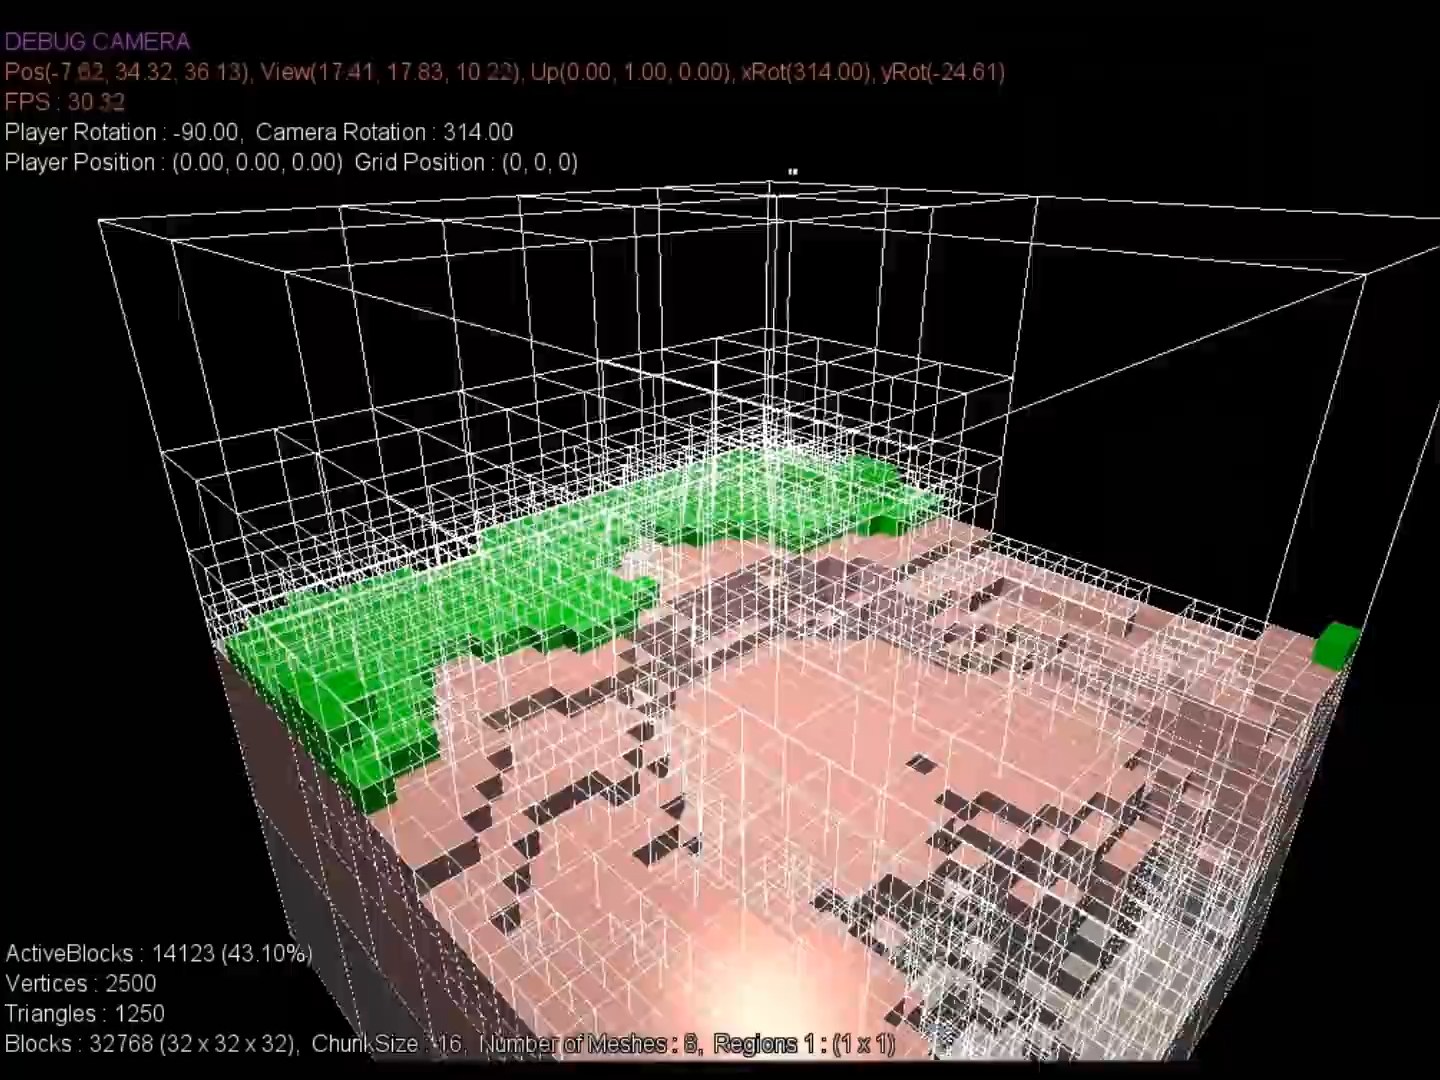 DEBUG CAMERA
Pos(-7.62, 34.32, 36.13), View(17.41, 17.83, 10.22), Up(0.00, 1.00, 0.00), xRot(314.00), yRot(-24.61)
FPS : 30.32
Player Rotation : -90.00, Camera Rotation : 314.00
Player Position : (0.00, 0.00, 0.00) Grid Position : (0, 0, 0)
ActiveBlocks : 14123 (43.10%)
Vertices : 2500
Triangles : 1250
Blocks : 32768 (32 x 32 x 32), ChunkSize : 16, Number of Meshes : 8, Regions 1 : (1 x 1)